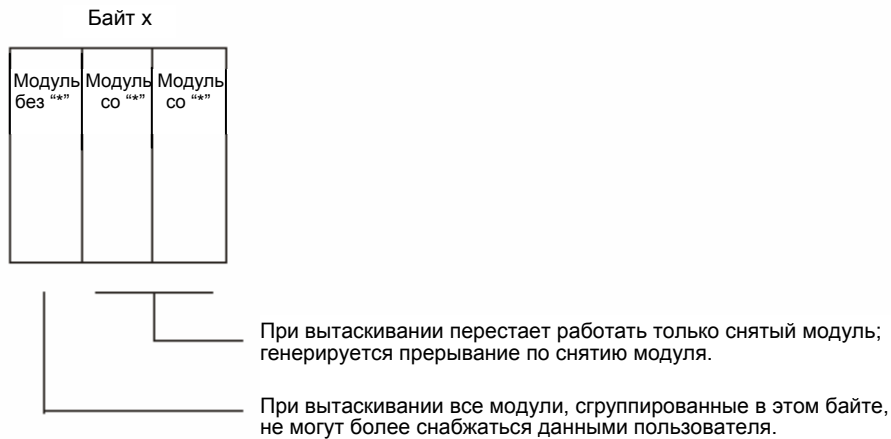 Байт x
Модуль Модуль Модуль
без “*” со “*” со “*”
При вытаскивании перестает работать только снятый модуль;
генерируется прерывание по снятию модуля.
При вытаскивании все модули, сгруппированные в этом байте,
не могут более снабжаться данными пользователя.